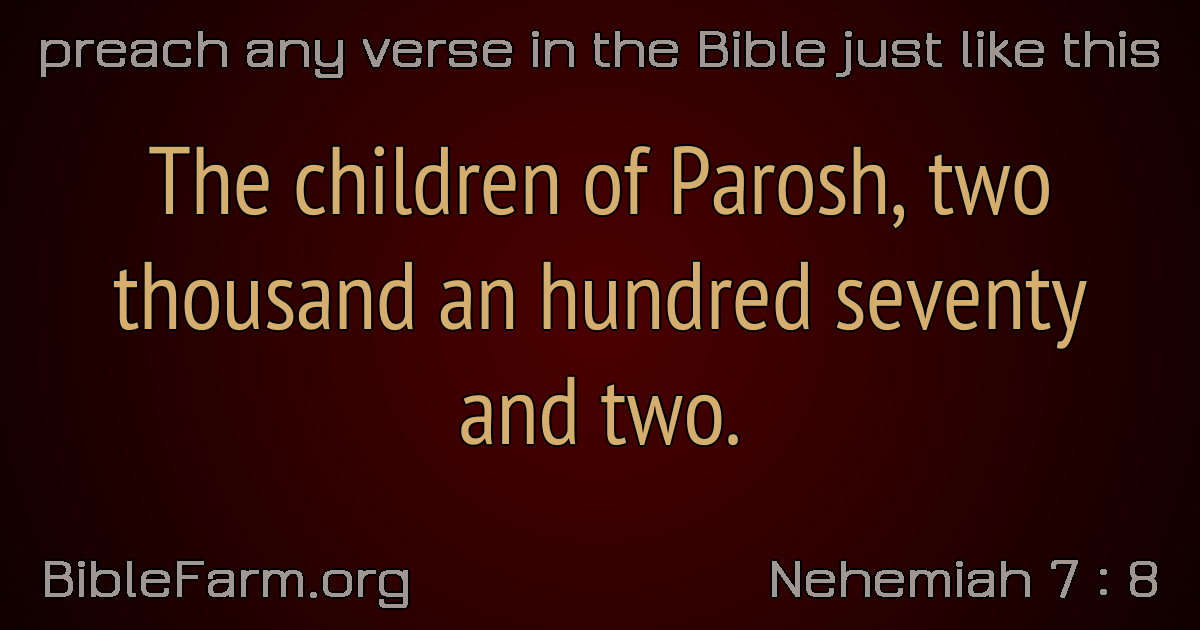 preach any verse in the Bible just like this
The children of Parosh, two
thousand an hundred seventy
and two.
BibleFarm.org
Nehemiah 7 : 8